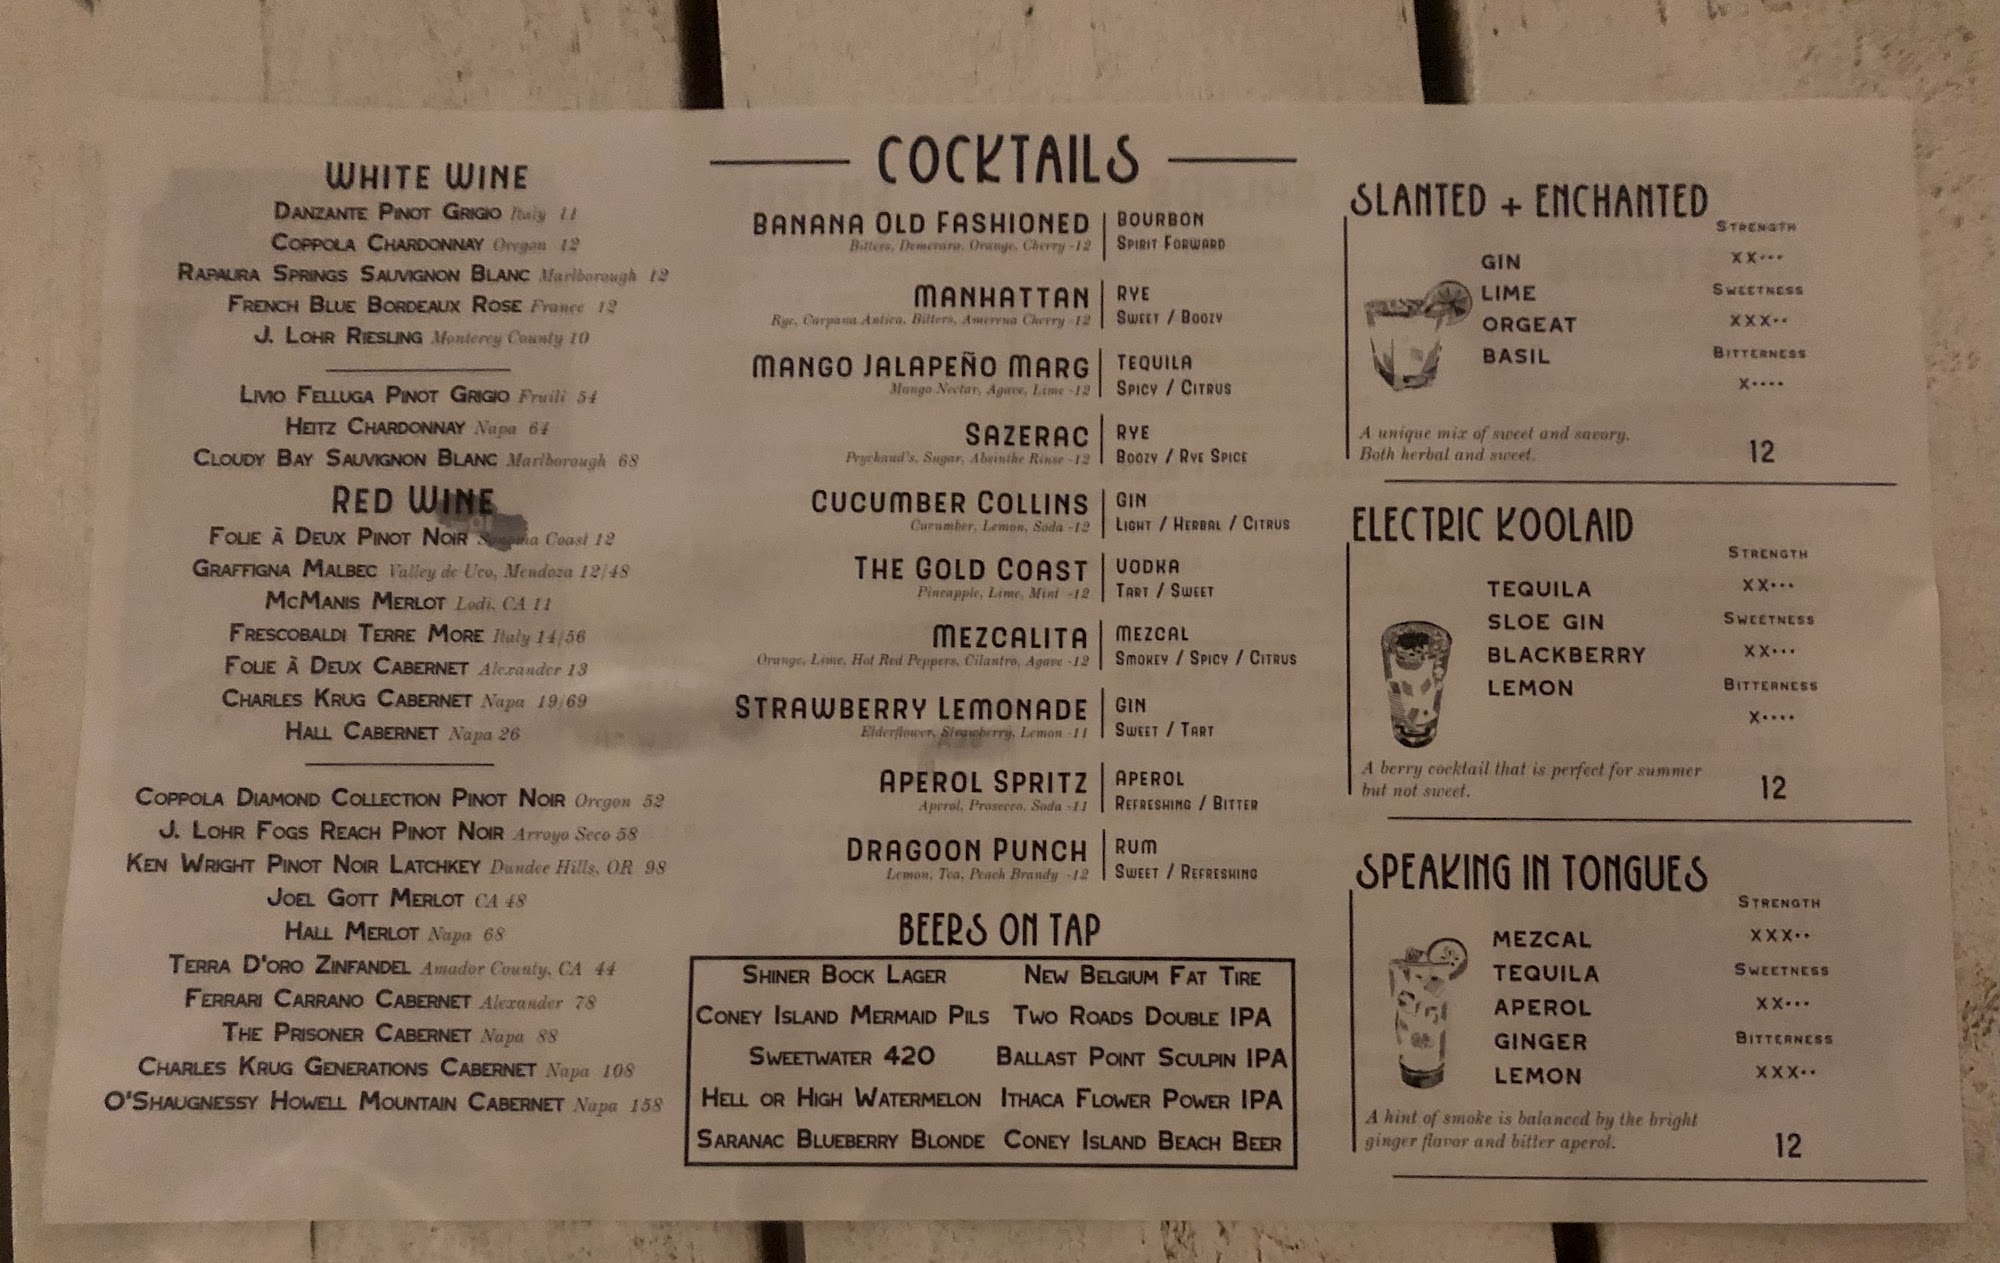 WHITE WINE
DANZANTE PINOT GRIGIO Italy 11
COPPOLA CHARDONNAY Oregon 12
RAPAURA SPRINGS SAUVIGNON BLANC Marlborough 12
FRENCH BLUE BORDEAUX ROSE France 12
J. LOHR RIESLING Monterey County 10
LIVIO FELLUGA PINOT GRIGIO Fruili 54
HEITZ CHARDONNAY Napa 64
CLOUDY BAY SAUVIGNON BLANC Marlborough 68
RED WINE
FOLIE À DEUX PINOT NOIR Sonoma Coast 12
GRAFFIGNA MALBEC Valley de Uco, Mendoza 12/48
MCMANIS MERLOT Lodi, CA 11
FRESCOBALDI TERRE MORE Italy 14/56
FOLIE À DEUX CABERNET Alexander 13
CHARLES KRUG CABERNET Napa 19/69
HALL CABERNET Napa 26
COPPOLA DIAMOND COLLECTION PINOT NOIR Oregon 52
J. LOHR FOGS REACH PINOT NOIR Arroyo Seco 58
KEN WRIGHT PINOT NOIR LATCHKEY Dundee Hills, OR 98
JOEL GOTT MERLOT CA 48
HALL MERLOT Napa 68
TERRA D'ORO ZINFANDEL Amador County, CA 44
FERRARI CARRANO CABERNET Alexander 78
THE PRISONER CABERNET Napa 88
CHARLES KRUG GENERATIONS CABERNET Napa 108
O'SHAUGNESSY HOWELL MOUNTAIN CABERNET Napa 158
COCKTAILS
BANANA OLD FASHIONED BOURBON
Bitters, Demerara, Orange, Cherry -12 SPIRIT FORWARD
MANHATTAN RYE
Rye, Carpana Antica, Bitters, Amerena Cherry -12 SWEET / BOOZY
MANGO JALAPEÑO MARG TEQUILA
Mango Nectar, Agave, Lime -12 SPICY / CITRUS
SAZERAC RYE
Peychaud's, Sugar, Absinthe Rinse -12 BOOZY / RYE SPICE
CUCUMBER COLLINS GIN
Cucumber, Lemon, Soda -12 LIGHT / HERBAL / CITRUS
THE GOLD COAST VODKA
Pineapple, Lime, Mint -12 TART / SWEET
MEZCALITA MEZCAL
Orange, Lime, Hot Red Peppers, Cilantro, Agave -12 SMOKEY / SPICY / CITRUS
STRAWBERRY LEMONADE GIN
Elderflower, Strawberry, Lemon -11 SWEET / TART
APEROL SPRITZ APEROL
Aperol, Prosecco, Soda -11 REFRESHING / BITTER
DRAGOON PUNCH RUM
Lemon, Tea, Peach Brandy -12 SWEET / REFRESHING
BEERS ON TAP
SHINER BOCK LAGER NEW BELGIUM FAT TIRE
CONEY ISLAND MERMAID PILS TWO ROADS DOUBLE IPA
SWEETWATER 420 BALLAST POINT SCULPIN IPA
HELL OR HIGH WATERMELON ITHACA FLOWER POWER IPA
SARANAC BLUEBERRY BLONDE CONEY ISLAND BEACH BEER
SLANTED + ENCHANTED
GIN
LIME
ORGEAT
BASIL
STRENGTH
XX•••
SWEETNESS
XXX••
BITTERNESS
X••••
A unique mix of sweet and savory.
Both herbal and sweet.
12
ELECTRIC KOOLAID
TEQUILA
SLOE GIN
BLACKBERRY
LEMON
STRENGTH
XX•••
SWEETNESS
XX•••
BITTERNESS
X••••
A berry cocktail that is perfect for summer
but not sweet.
12
SPEAKING IN TONGUES
MEZCAL
TEQUILA
APEROL
GINGER
LEMON
STRENGTH
XXX••
SWEETNESS
XX•••
BITTERNESS
XXX••
A hint of smoke is balanced by the bright
ginger flavor and bitter aperol.
12